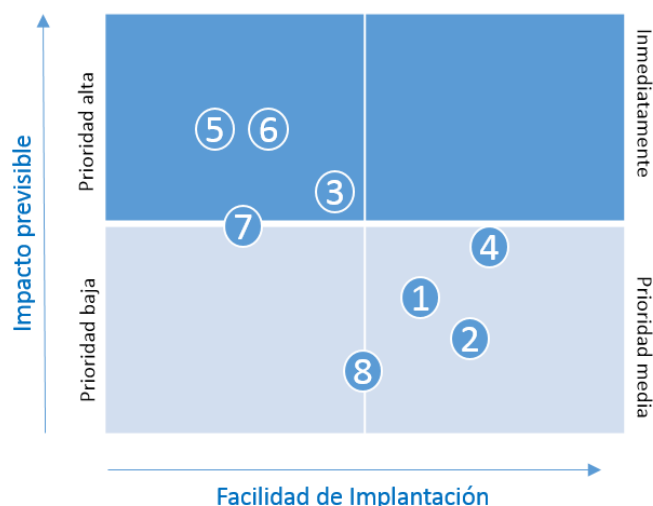 Impacto previsible
Prioridad alta
Prioridad baja
Inmediatamente
Prioridad media
5
6
3
7
4
1
2
8
Facilidad de Implantación